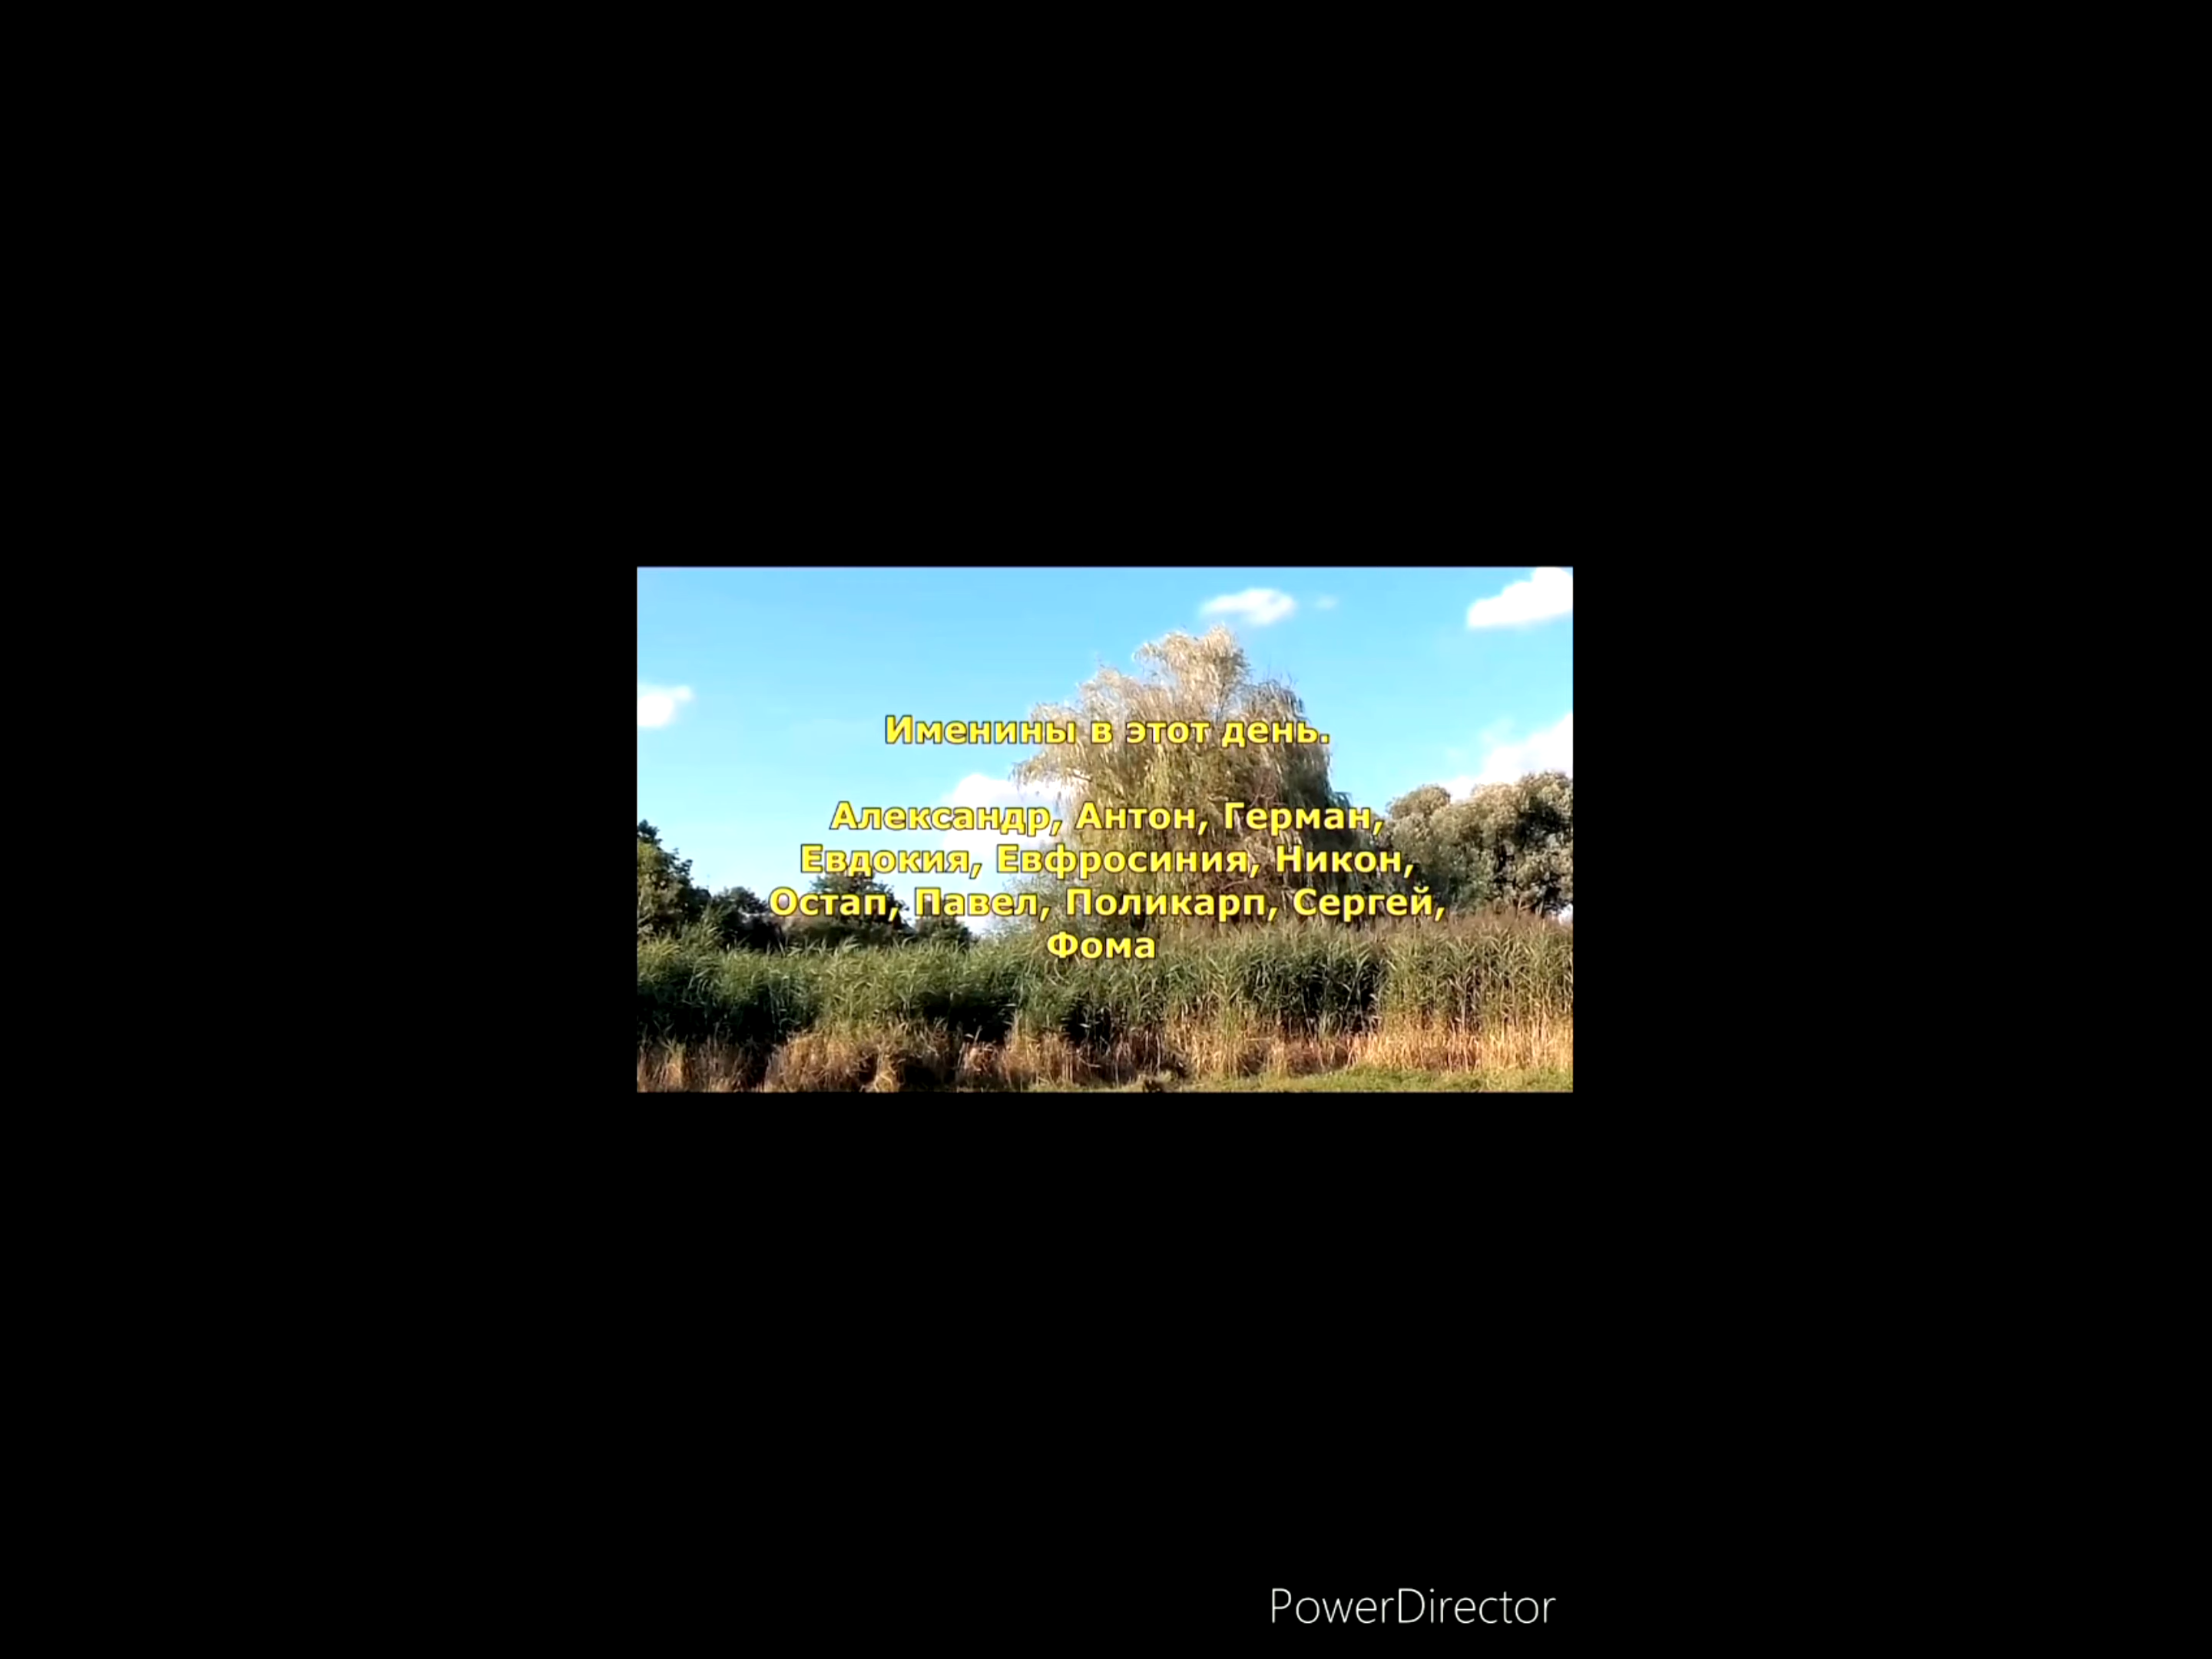 Именины в этот день.
Александр, Антон, Герман,
Евдокия, Евфросиния, Никон,
Остап, Павел, Поликарп, Сергей,
Фома
PowerDirector